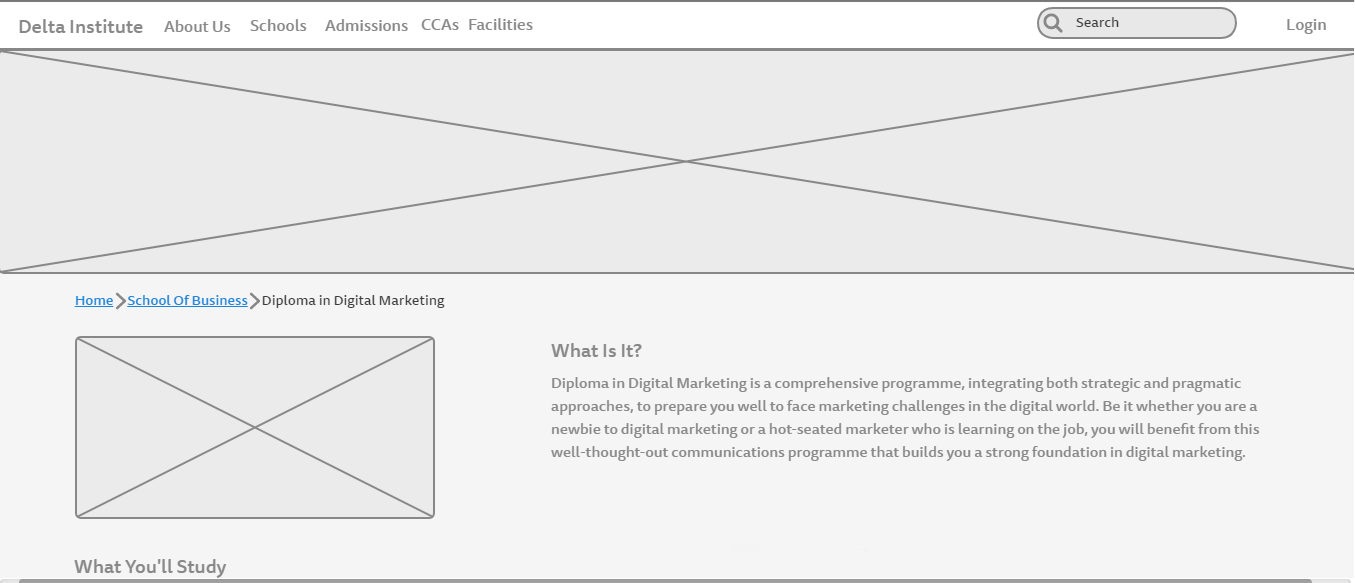 Delta Institute About Us Schools Admissions CCAs Facilities Search Login
Home School Of Business Diploma in Digital Marketing
What Is It?
Diploma in Digital Marketing is a comprehensive programme, integrating both strategic and pragmatic
approaches, to prepare you well to face marketing challenges in the digital world. Be it whether you are a
newbie to digital marketing or a hot-seated marketer who is learning on the job, you will benefit from this
well-thought-out communications programme that builds you a strong foundation in digital marketing.
What You'll Study